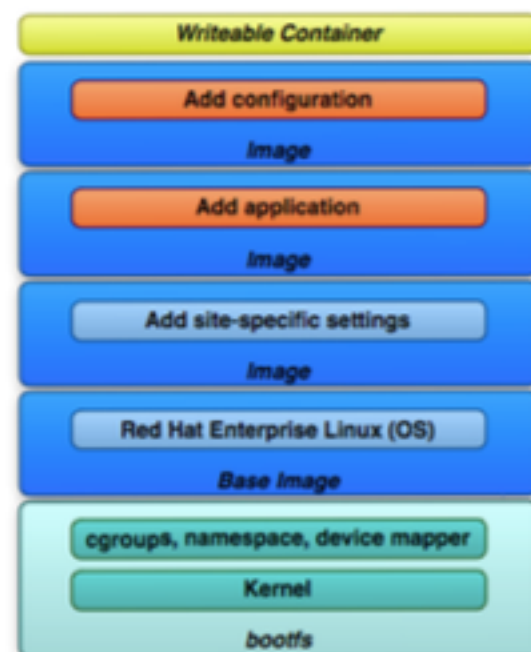 Writeable Container
Add configuration
Image
Add application
Image
Add site-specific settings
Image
Red Hat Enterprise Linux (OS)
Base Image
cgroups, namespace, device mapper
Kernel
bootfs